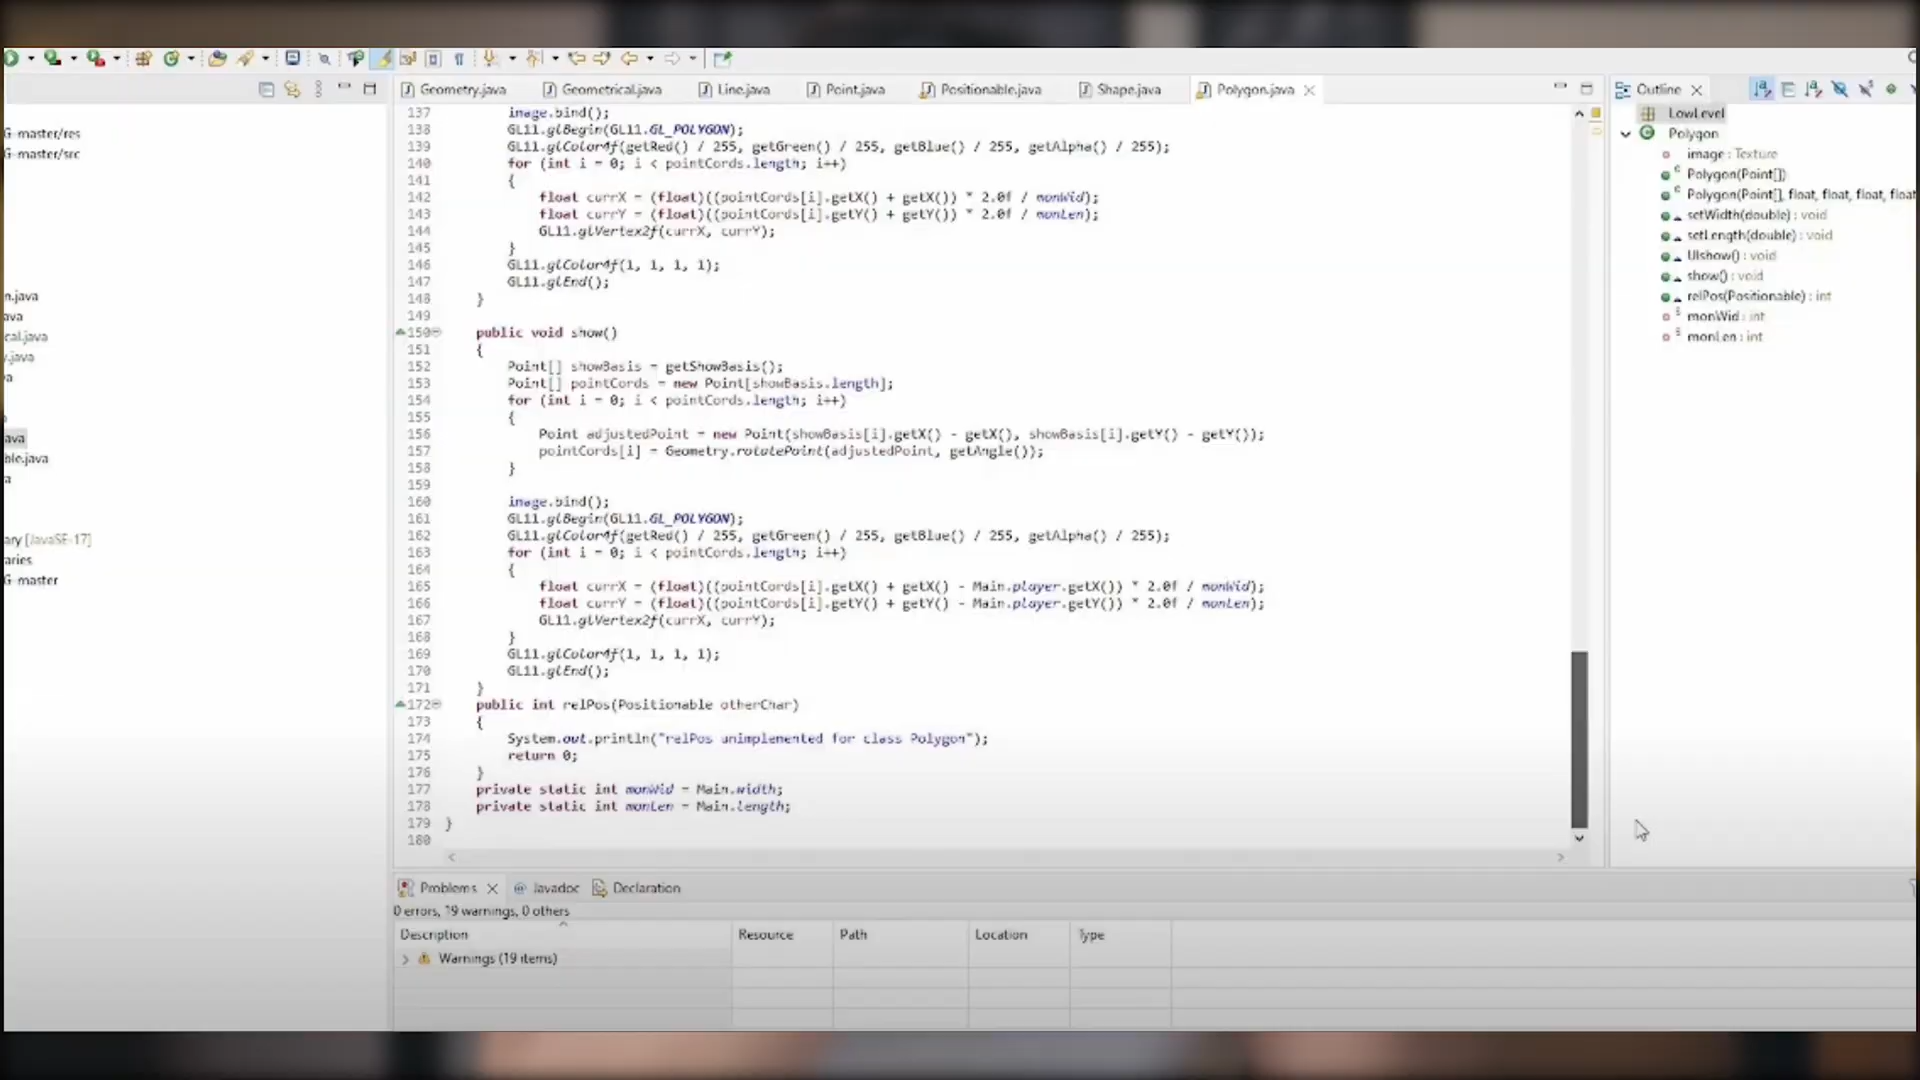 Geometry.java Geometrical.java Line.java Point.java Positionable.java Shape.java Polygon.java
G-master/res
G-master/src
n.java
ava
cal.java
y.java
a
ava
ble.java
a
ary [JavaSE-17]
aries
G-master
137 image.bind();
138 GL11.glBegin(GL11.GL_POLYGON);
139 GL11.glColor4f(getRed() / 255, getGreen() / 255, getBlue() / 255, getAlpha() / 255);
140 for (int i = 0; i < pointCords.length; i++)
141 {
142 float currX = (float)((pointCords[i].getX() + getX()) * 2.0f / monWid);
143 float currY = (float)((pointCords[i].getY() + getY()) * 2.0f / monLen);
144 GL11.glVertex2f(currX, currY);
145 }
146 GL11.glColor4f(1, 1, 1, 1);
147 GL11.glEnd();
148 }
149
150 public void show()
151 {
152 Point[] showBasis = getShowBasis();
153 Point[] pointCords = new Point[showBasis.length];
154 for (int i = 0; i < pointCords.length; i++)
155 {
156 Point adjustedPoint = new Point(showBasis[i].getX() - getX(), showBasis[i].getY() - getY());
157 pointCords[i] = Geometry.rotatePoint(adjustedPoint, getAngle());
158 }
159
160 image.bind();
161 GL11.glBegin(GL11.GL_POLYGON);
162 GL11.glColor4f(getRed() / 255, getGreen() / 255, getBlue() / 255, getAlpha() / 255);
163 for (int i = 0; i < pointCords.length; i++)
164 {
165 float currX = (float)((pointCords[i].getX() + getX() - Main.player.getX()) * 2.0f / monWid);
166 float currY = (float)((pointCords[i].getY() + getY() - Main.player.getY()) * 2.0f / monLen);
167 GL11.glVertex2f(currX, currY);
168 }
169 GL11.glColor4f(1, 1, 1, 1);
170 GL11.glEnd();
171 }
172 public int relPos(Positionable otherChar)
173 {
174 System.out.println("relPos unimplemented for class Polygon");
175 return 0;
176 }
177 private static int monWid = Main.width;
178 private static int monLen = Main.length;
179 }
180
Outline
LowLevel
Polygon
image : Texture
Polygon(Point[])
Polygon(Point[], float, float, float, float
setWidth(double) : void
setLength(double) : void
UIshow() : void
show() : void
relPos(Positionable) : int
monWid : int
monLen : int
Problems Javadoc Declaration
0 errors, 19 warnings, 0 others
Description Resource Path Location Type
Warnings (19 items)